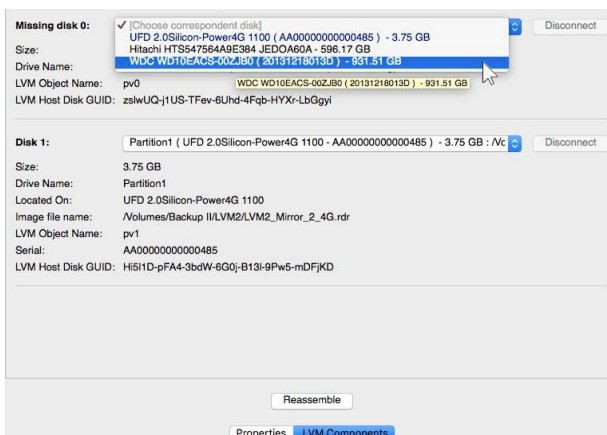 Missing disk 0:
✓ [Choose correspondent disk]
Disconnect
UFD 2.0Silicon-Power4G 1100 ( AA00000000000485 ) - 3.75 GB
Hitachi HTS547564A9E384 JEDOA60A - 596.17 GB
WDC WD10EACS-00ZJB0 ( 20131218013D ) - 931.51 GB
Size:
Drive Name:
LVM Object Name: pv0
WDC WD10EACS-00ZJB0 ( 20131218013D ) - 931.51 GB
LVM Host Disk GUID: zslwUQ-j1US-TFev-6Uhd-4Fqb-HYXr-LbGgyi
Disk 1: Partition1 ( UFD 2.0Silicon-Power4G 1100 - AA00000000000485 ) - 3.75 GB : /Vc Disconnect
Size: 3.75 GB
Drive Name: Partition1
Located On: UFD 2.0Silicon-Power4G 1100
Image file name: /Volumes/Backup II/LVM2/LVM2_Mirror_2_4G.rdr
LVM Object Name: pv1
Serial: AA00000000000485
LVM Host Disk GUID: Hi5l1D-pFA4-3bdW-6G0j-B13l-9Pw5-mDFjKD
Reassemble
Properties LVM Components